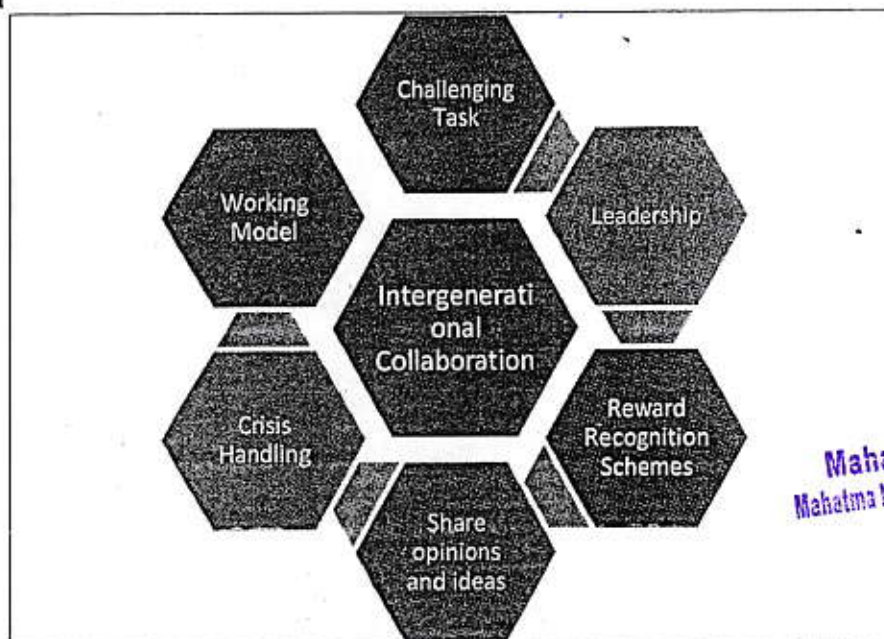 Challenging
Task
Leadership
Reward
Recognition
Schemes
Share
opinions
and ideas
Crisis
Handling
Working
Model
Intergenerati
onal
Collaboration
Maha
Mahatma